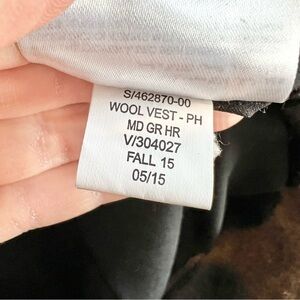 S/462870-00
WOOL VEST - PH
MD GR HR
V/304027
FALL 15
05/15